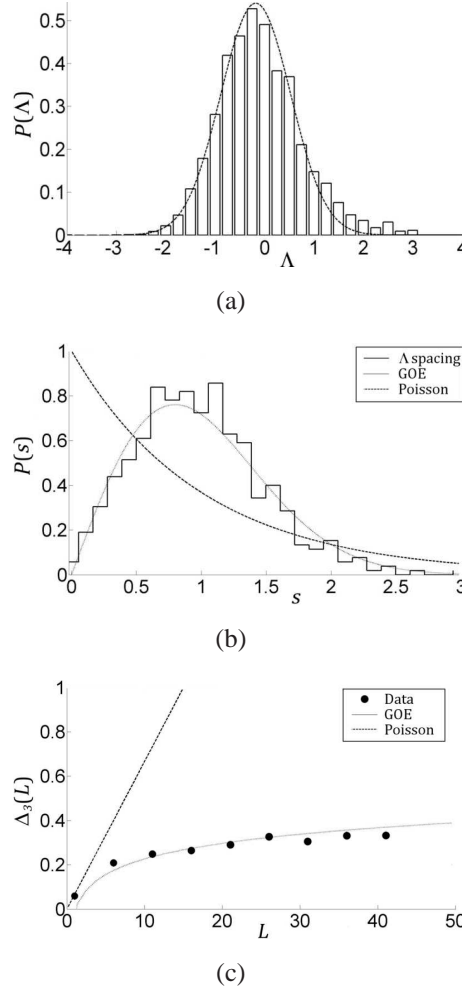 0.5
0.4
0.3
0.2
0.1
0
P(Λ)
-4 -3 -2 -1 0 1 2 3 4
Λ
(a)
1
0.8
0.6
0.4
0.2
0
P(s)
Λ spacing
GOE
Poisson
0 0.5 1 1.5 2 2.5 3
s
(b)
1
0.8
0.6
0.4
0.2
0
Δ₃(L)
Data
GOE
Poisson
0 10 20 30 40 50
L
(c)